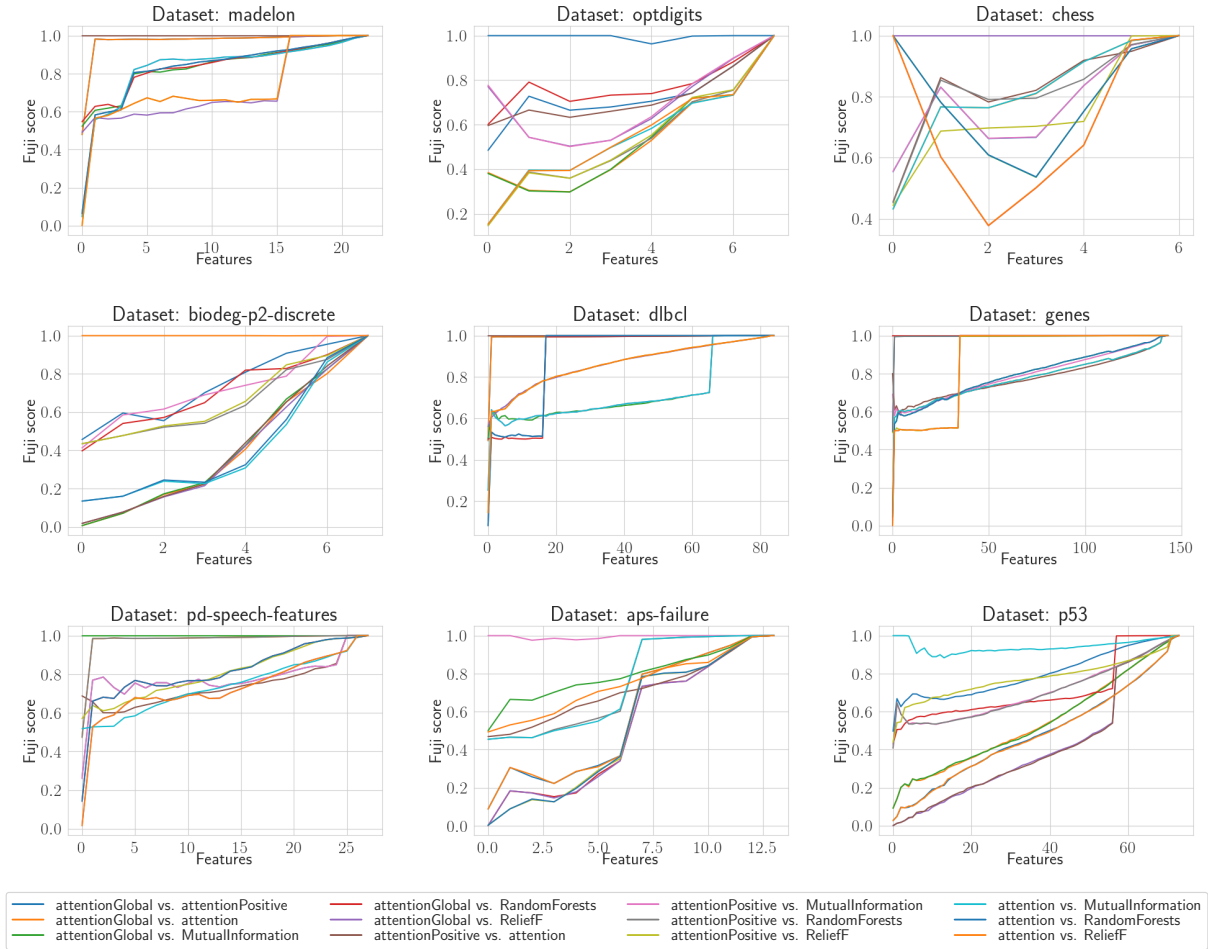 Dataset: madelon
Dataset: optdigits
Dataset: chess
Fuji score
1.0
0.8
0.6
0.4
0.2
0.0
0 5 10 15 20
Features
Fuji score
1.0
0.8
0.6
0.4
0.2
0 2 4 6
Features
Fuji score
1.0
0.8
0.6
0.4
0 1 2 3 4 5 6
Features
Dataset: biodeg-p2-discrete
Dataset: dlbcl
Dataset: genes
Fuji score
1.0
0.8
0.6
0.4
0.2
0.0
0 2 4 6
Features
Fuji score
1.0
0.8
0.6
0.4
0.2
0 20 40 60 80
Features
Fuji score
1.0
0.8
0.6
0.4
0.2
0.0
0 50 100 150
Features
Dataset: pd-speech-features
Dataset: aps-failure
Dataset: p53
Fuji score
1.0
0.8
0.6
0.4
0.2
0.0
0 5 10 15 20 25
Features
Fuji score
1.0
0.8
0.6
0.4
0.2
0.0
0.0 2.5 5.0 7.5 10.0 12.5
Features
Fuji score
1.0
0.8
0.6
0.4
0.2
0.0
0 20 40 60
Features
attentionGlobal vs. attentionPositive
attentionGlobal vs. attention
attentionGlobal vs. MutualInformation
attentionGlobal vs. RandomForests
attentionGlobal vs. ReliefF
attentionPositive vs. attention
attentionPositive vs. MutualInformation
attentionPositive vs. RandomForests
attentionPositive vs. ReliefF
attention vs. MutualInformation
attention vs. RandomForests
attention vs. ReliefF